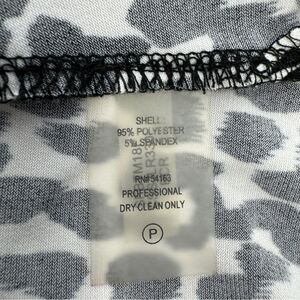 SHELL:
95% POLYESTER
5% SPANDEX
RN# 54163
PROFESSIONAL
DRY CLEAN ONLY
P